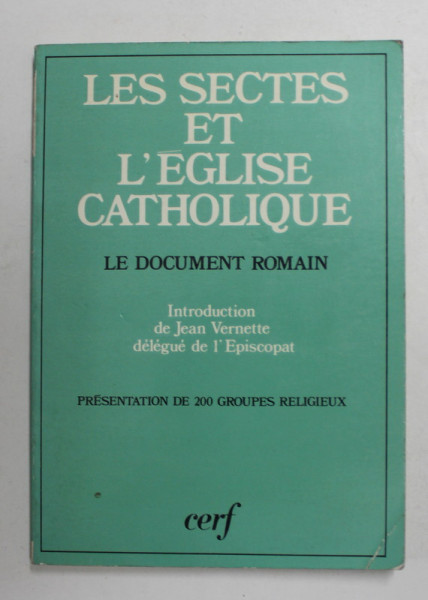 LES SECTES
ET
L'ÉGLISE
CATHOLIQUE
LE DOCUMENT ROMAIN
Introduction
de Jean Vernette
délégué de l'Episcopat
PRÉSENTATION DE 200 GROUPES RELIGIEUX
cerf